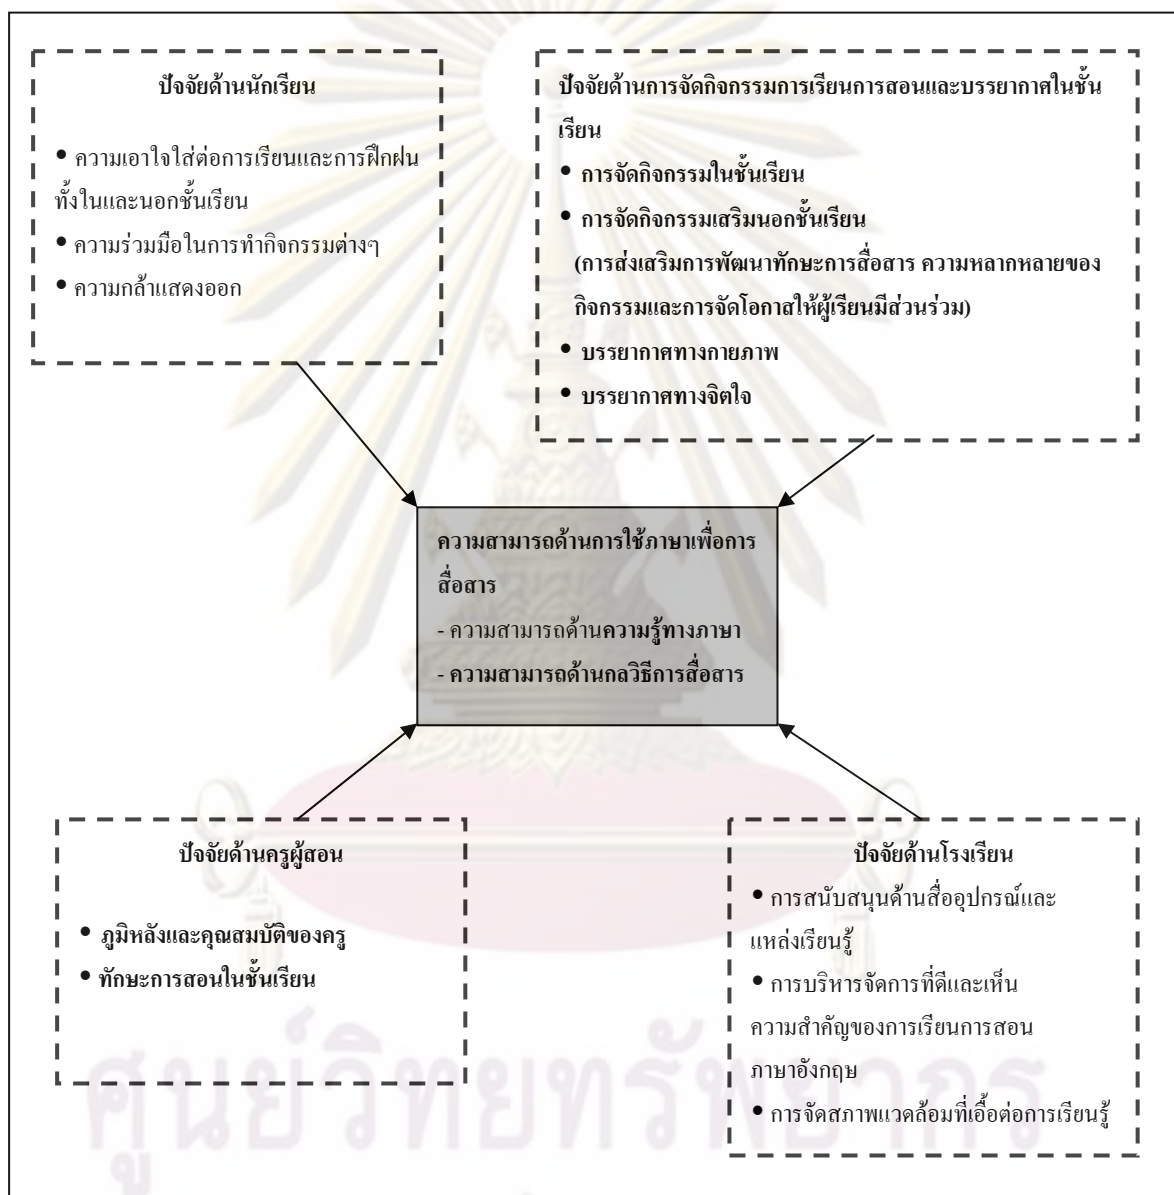 ปัจจัยด้านนักเรียน
• ความเอาใจใส่ต่อการเรียนและการฝึกฝน
ทั้งในและนอกชั้นเรียน
• ความร่วมมือในการทำกิจกรรมต่างๆ
• ความกล้าแสดงออก
ปัจจัยด้านการจัดกิจกรรมการเรียนการสอนและบรรยากาศในชั้น
เรียน
• การจัดกิจกรรมในชั้นเรียน
• การจัดกิจกรรมเสริมนอกชั้นเรียน
(การส่งเสริมการพัฒนาทักษะการสื่อสาร ความหลากหลายของ
กิจกรรมและการจัดโอกาสให้ผู้เรียนมีส่วนร่วม)
• บรรยากาศทางกายภาพ
• บรรยากาศทางจิตใจ
ความสามารถด้านการใช้ภาษาเพื่อการ
สื่อสาร
- ความสามารถด้านความรู้ทางภาษา
- ความสามารถด้านกลวิธีการสื่อสาร
ปัจจัยด้านครูผู้สอน
• ภูมิหลังและคุณสมบัติของครู
• ทักษะการสอนในชั้นเรียน
ปัจจัยด้านโรงเรียน
• การสนับสนุนด้านสื่ออุปกรณ์และ
แหล่งเรียนรู้
• การบริหารจัดการที่ดีและเห็น
ความสำคัญของการเรียนการสอน
ภาษาอังกฤษ
• การจัดสภาพแวดล้อมที่เอื้อต่อการเรียนรู้
ศูนย์วิทยทรัพยากร